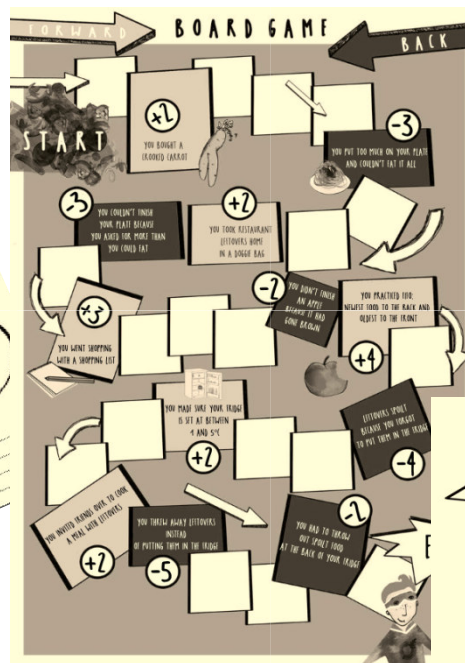 FORWARD
BOARD GAME
BACK
START
+2
YOU BOUGHT A
CROOKED CARROT
-3
YOU PUT TOO MUCH ON YOUR PLATE
AND COULDN'T EAT IT ALL
-3
YOU COULDN'T FINISH
YOUR PLATE BECAUSE
YOU ASKED FOR MORE THAN
YOU COULD EAT
+2
YOU TOOK RESTAURANT
LEFTOVERS HOME
IN A DOGGIE BAG
-2
YOU DIDN'T FINISH
AN APPLE
BECAUSE IT HAD
GONE BROWN
YOU PRACTICED FIFO:
NEWEST FOOD TO THE BACK AND
OLDEST TO THE FRONT
+4
+3
YOU WENT SHOPPING
WITH A SHOPPING LIST
YOU MADE SURE YOUR FRIDGE
IS SET AT BETWEEN
AND 5°C
+2
LEFTOVERS SPOILT
BECAUSE YOU FORGOT
TO PUT THEM IN THE FRIDGE
-4
YOU INVITED FRIENDS OVER TO COOK
A MEAL WITH LEFTOVERS
+2
YOU THREW AWAY LEFTOVERS
INSTEAD
OF PUTTING THEM IN THE FRIDGE
-5
-2
YOU HAD TO THROW
OUT SPOILT FOOD
AT THE BACK OF YOUR FRIDGE